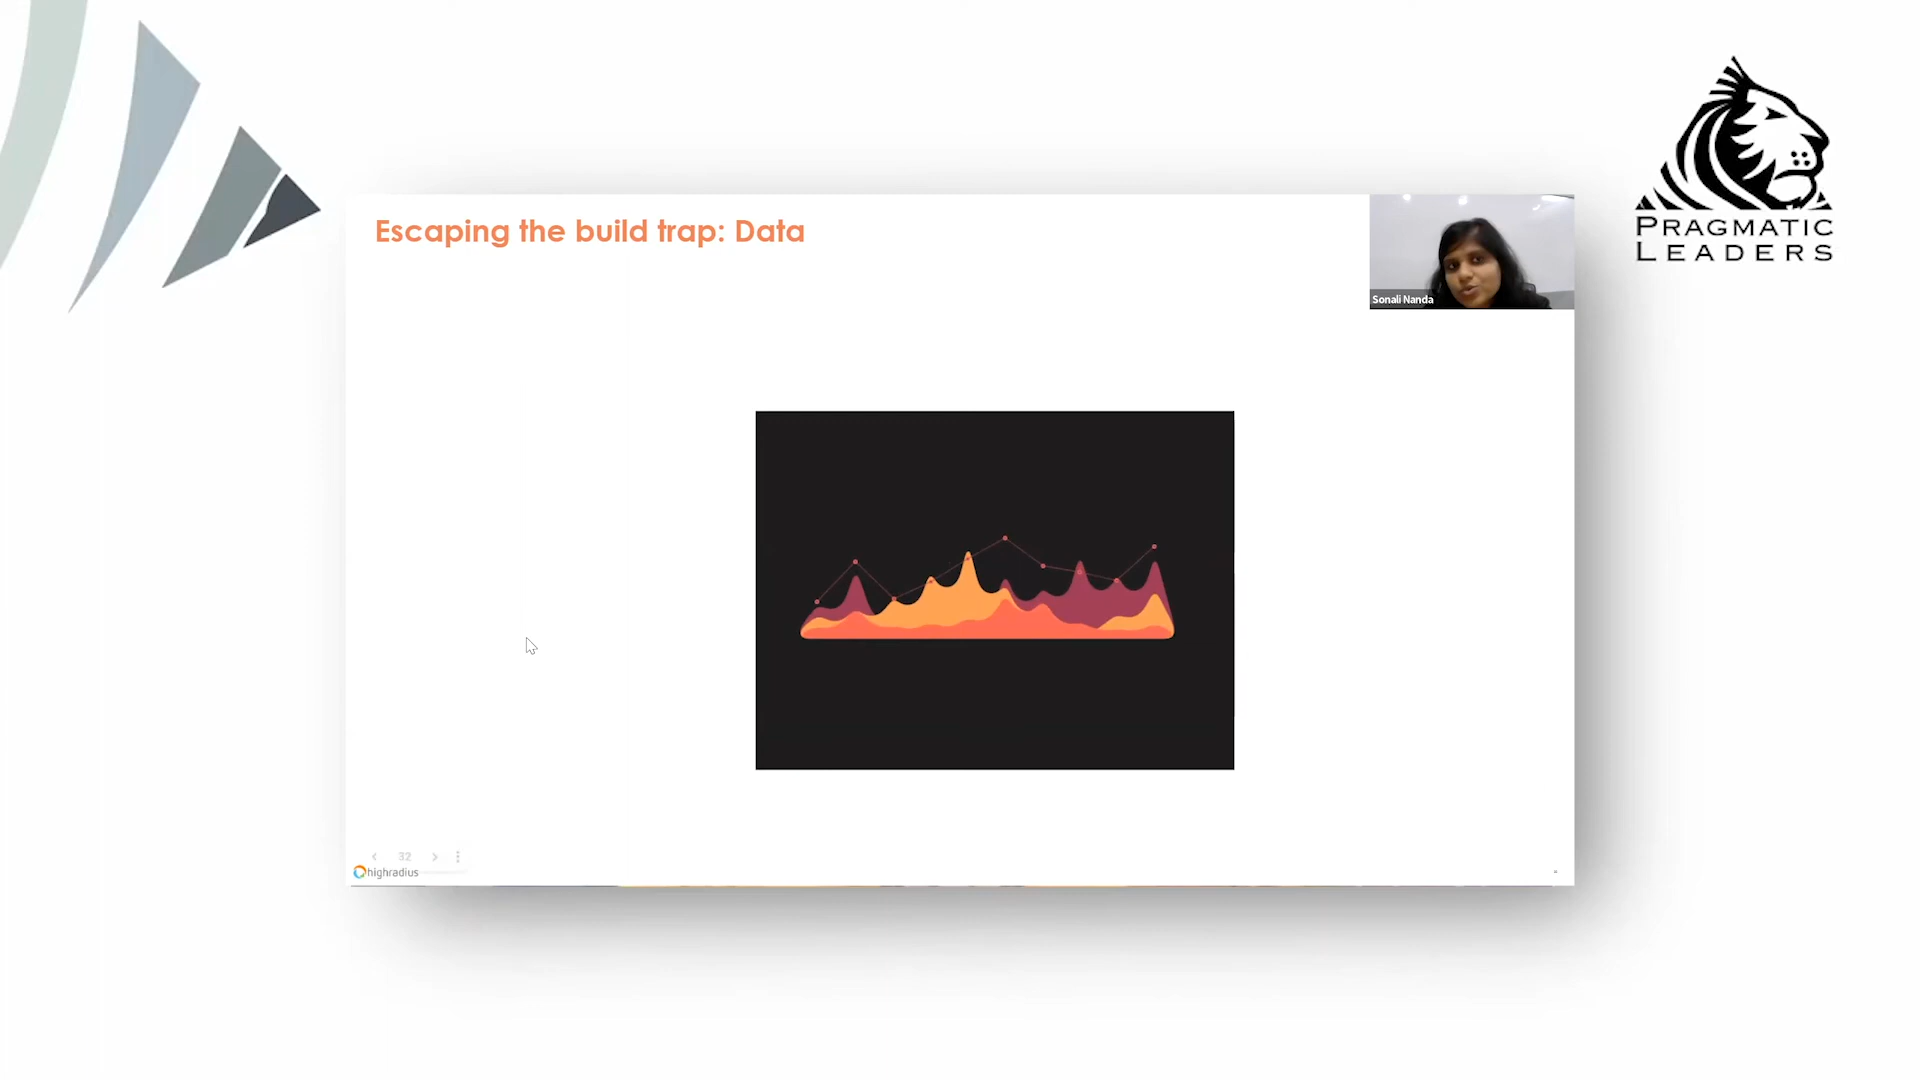 Escaping the build trap: Data
Sonali Nanda
PRAGMATIC
LEADERS
32
highradius